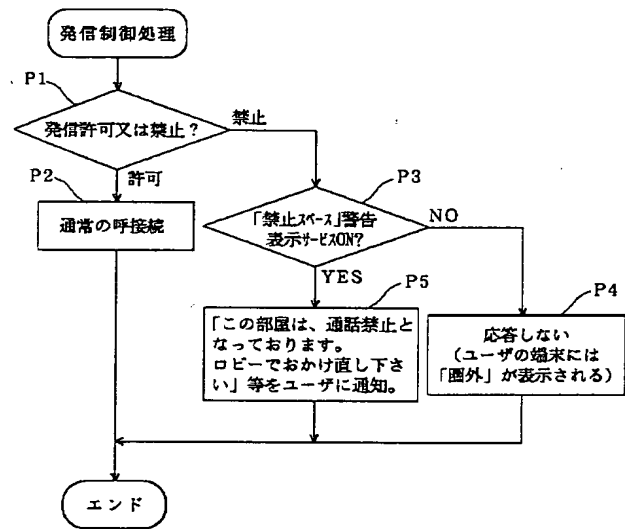 発信制御処理
P1
発信許可又は禁止？
禁止
許可
P2
通常の呼接続
P3
「禁止スペース」警告
表示サービスON?
NO
YES
P5
「この部屋は、通話禁止と
なっております。
ロビーでおかけ直し下さ
い」等をユーザに通知。
P4
応答しない
（ユーザの端末には
「圏外」が表示される）
エンド